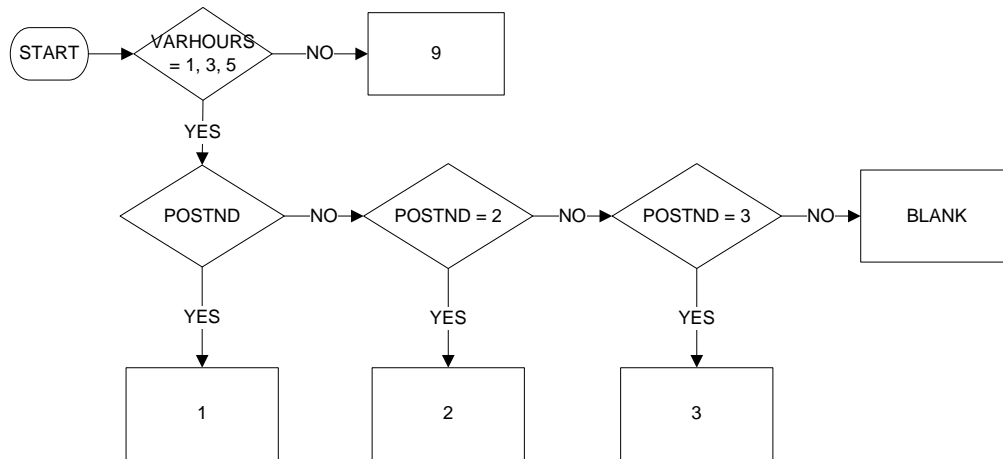 START
VARHOURS
= 1, 3, 5
NO
9
YES
POSTND
NO
POSTND = 2
NO
POSTND = 3
NO
BLANK
YES
YES
YES
1
2
3